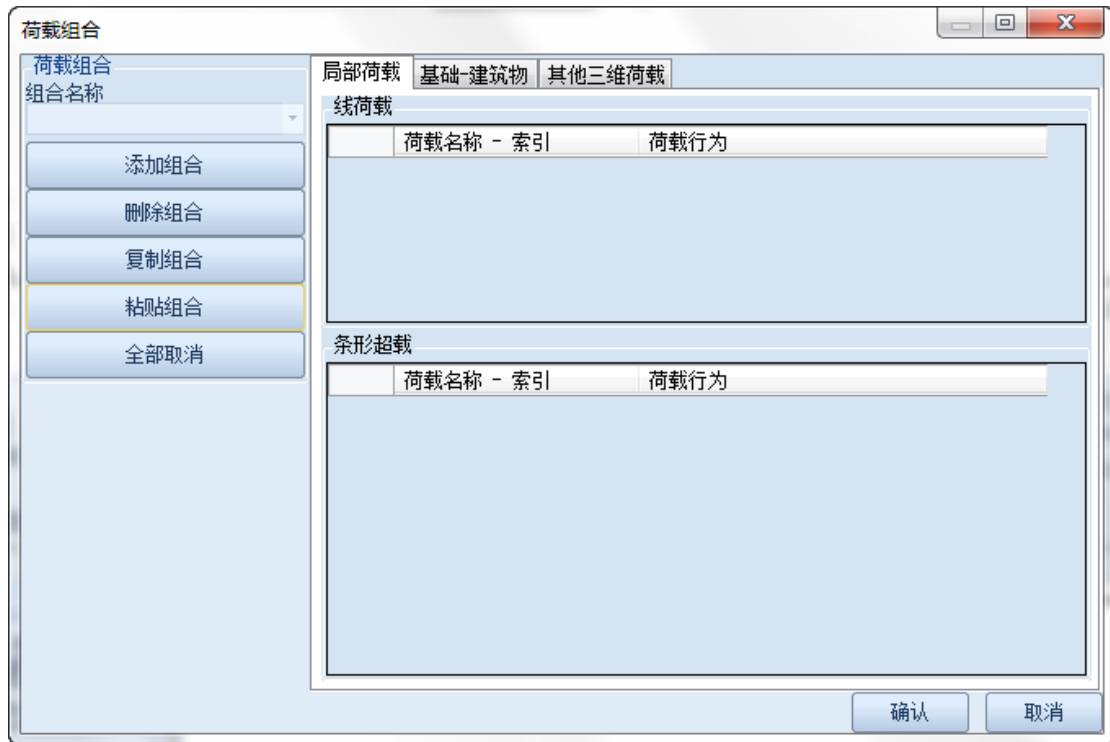 荷载组合
荷载组合
组合名称
添加组合
删除组合
复制组合
粘贴组合
全部取消
局部荷载 基础-建筑物 其他三维荷载
线荷载
荷载名称 - 索引 荷载行为
条形超载
荷载名称 - 索引 荷载行为
确认 取消